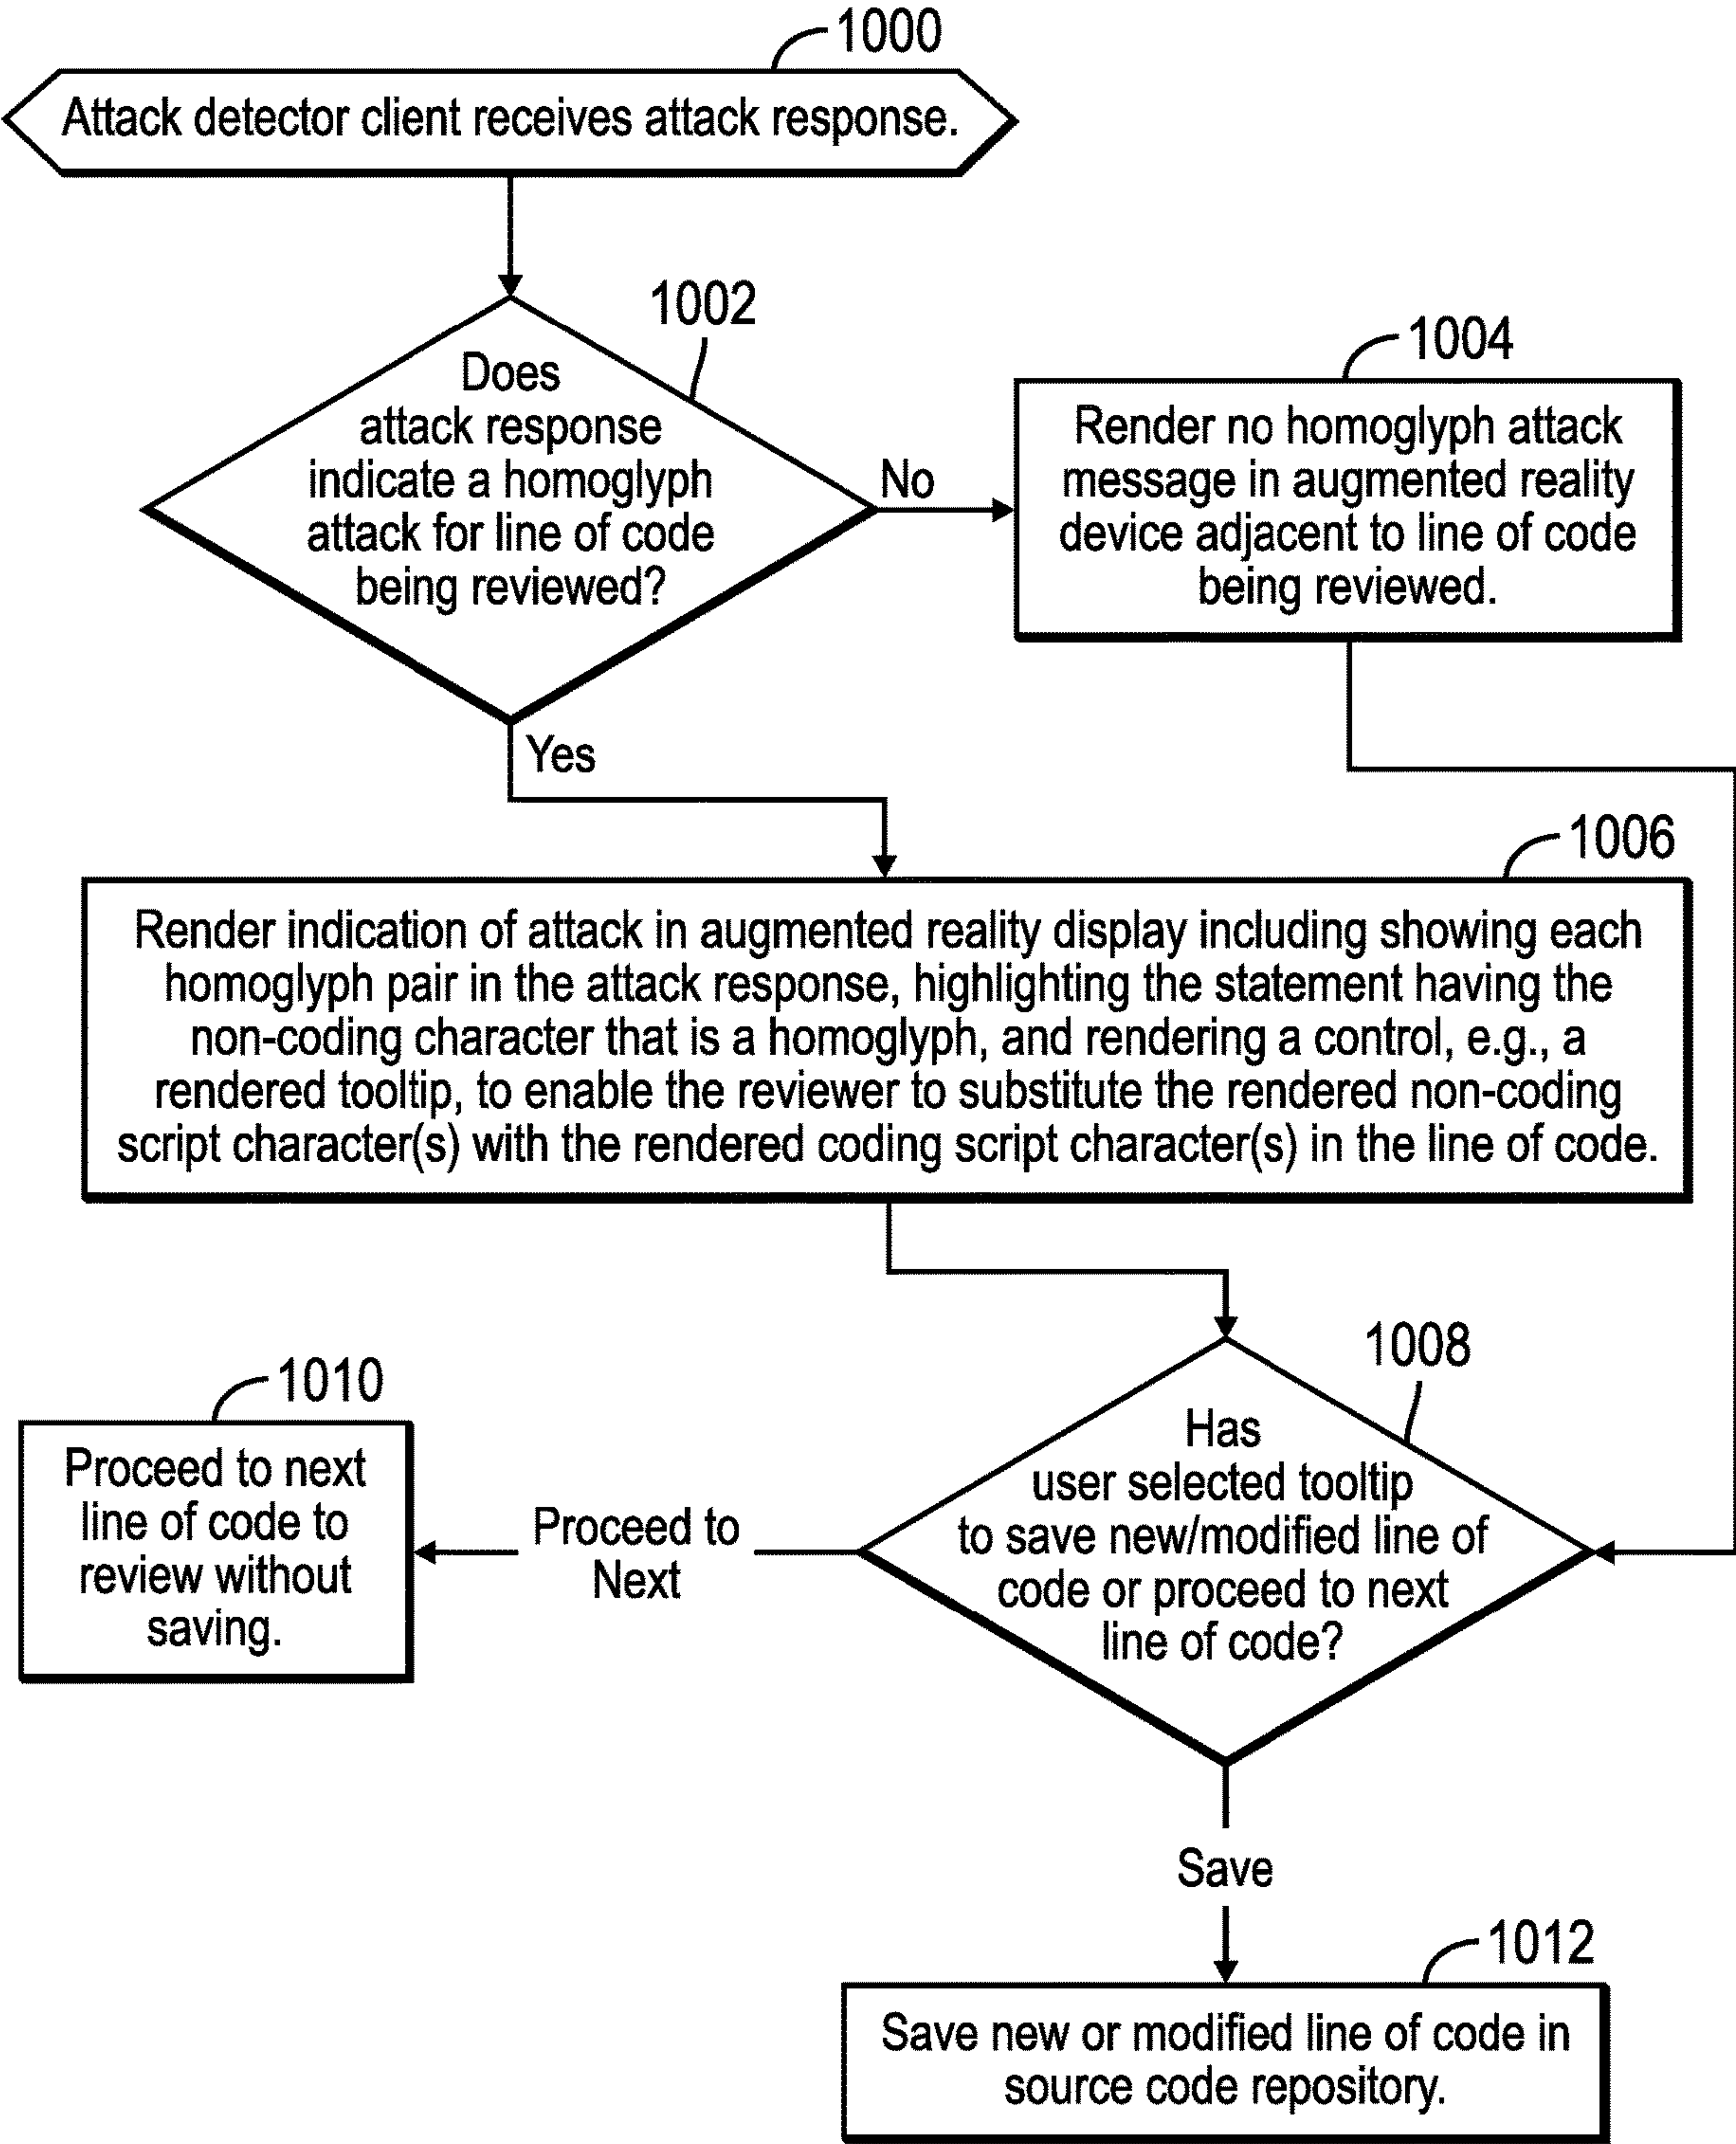 1000
Attack detector client receives attack response.
1002
Does
attack response
indicate a homoglyph
attack for line of code
being reviewed?
No
1004
Render no homoglyph attack
message in augmented reality
device adjacent to line of code
being reviewed.
Yes
1006
Render indication of attack in augmented reality display including showing each
homoglyph pair in the attack response, highlighting the statement having the
non-coding character that is a homoglyph, and rendering a control, e.g., a
rendered tooltip, to enable the reviewer to substitute the rendered non-coding
script character(s) with the rendered coding script character(s) in the line of code.
1008
Has
user selected tooltip
to save new/modified line of
code or proceed to next
line of code?
Proceed to
Next
1010
Proceed to next
line of code to
review without
saving.
Save
1012
Save new or modified line of code in
source code repository.